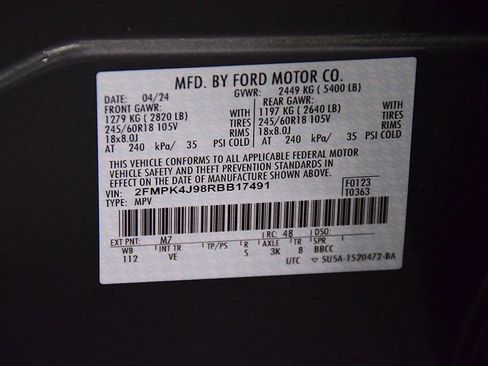 MFD. BY FORD MOTOR CO.
DATE: 04/24 GVWR: 2449 KG ( 5400 LB)
FRONT GAWR: REAR GAWR:
1279 KG ( 2820 LB) WITH 1197 KG ( 2640 LB) WITH
245/60R18 105V TIRES 245/60R18 105V TIRES
18x8.0J RIMS 18x8.0J RIMS
AT 240 kPa/ 35 PSI COLD AT 240 kPa/ 35 PSI COLD
THIS VEHICLE CONFORMS TO ALL APPLICABLE FEDERAL MOTOR
VEHICLE SAFETY AND THEFT PREVENTION STANDARDS IN
EFFECT ON THE DATE OF MANUFACTURE SHOWN ABOVE.
VIN: 2FMPK4J98RBB17491 F0123
TYPE: MPV T0363
EXT PNT: M7 RC: 48 DSO:
WB INT TR TP/PS R AXLE TR SPR
112 VE S 3K 8 BBCC
UTC ▽ 5U5A-1520472-BA